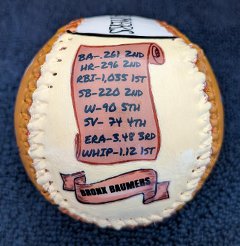 BA-.261 2ND
HR-296 2ND
RBI-1,035 1ST
SB-220 2ND
W-90 5TH
SV-74 4TH
ERA-3.48 3RD
WHIP-1.12 1ST
BRONX BAUMERS